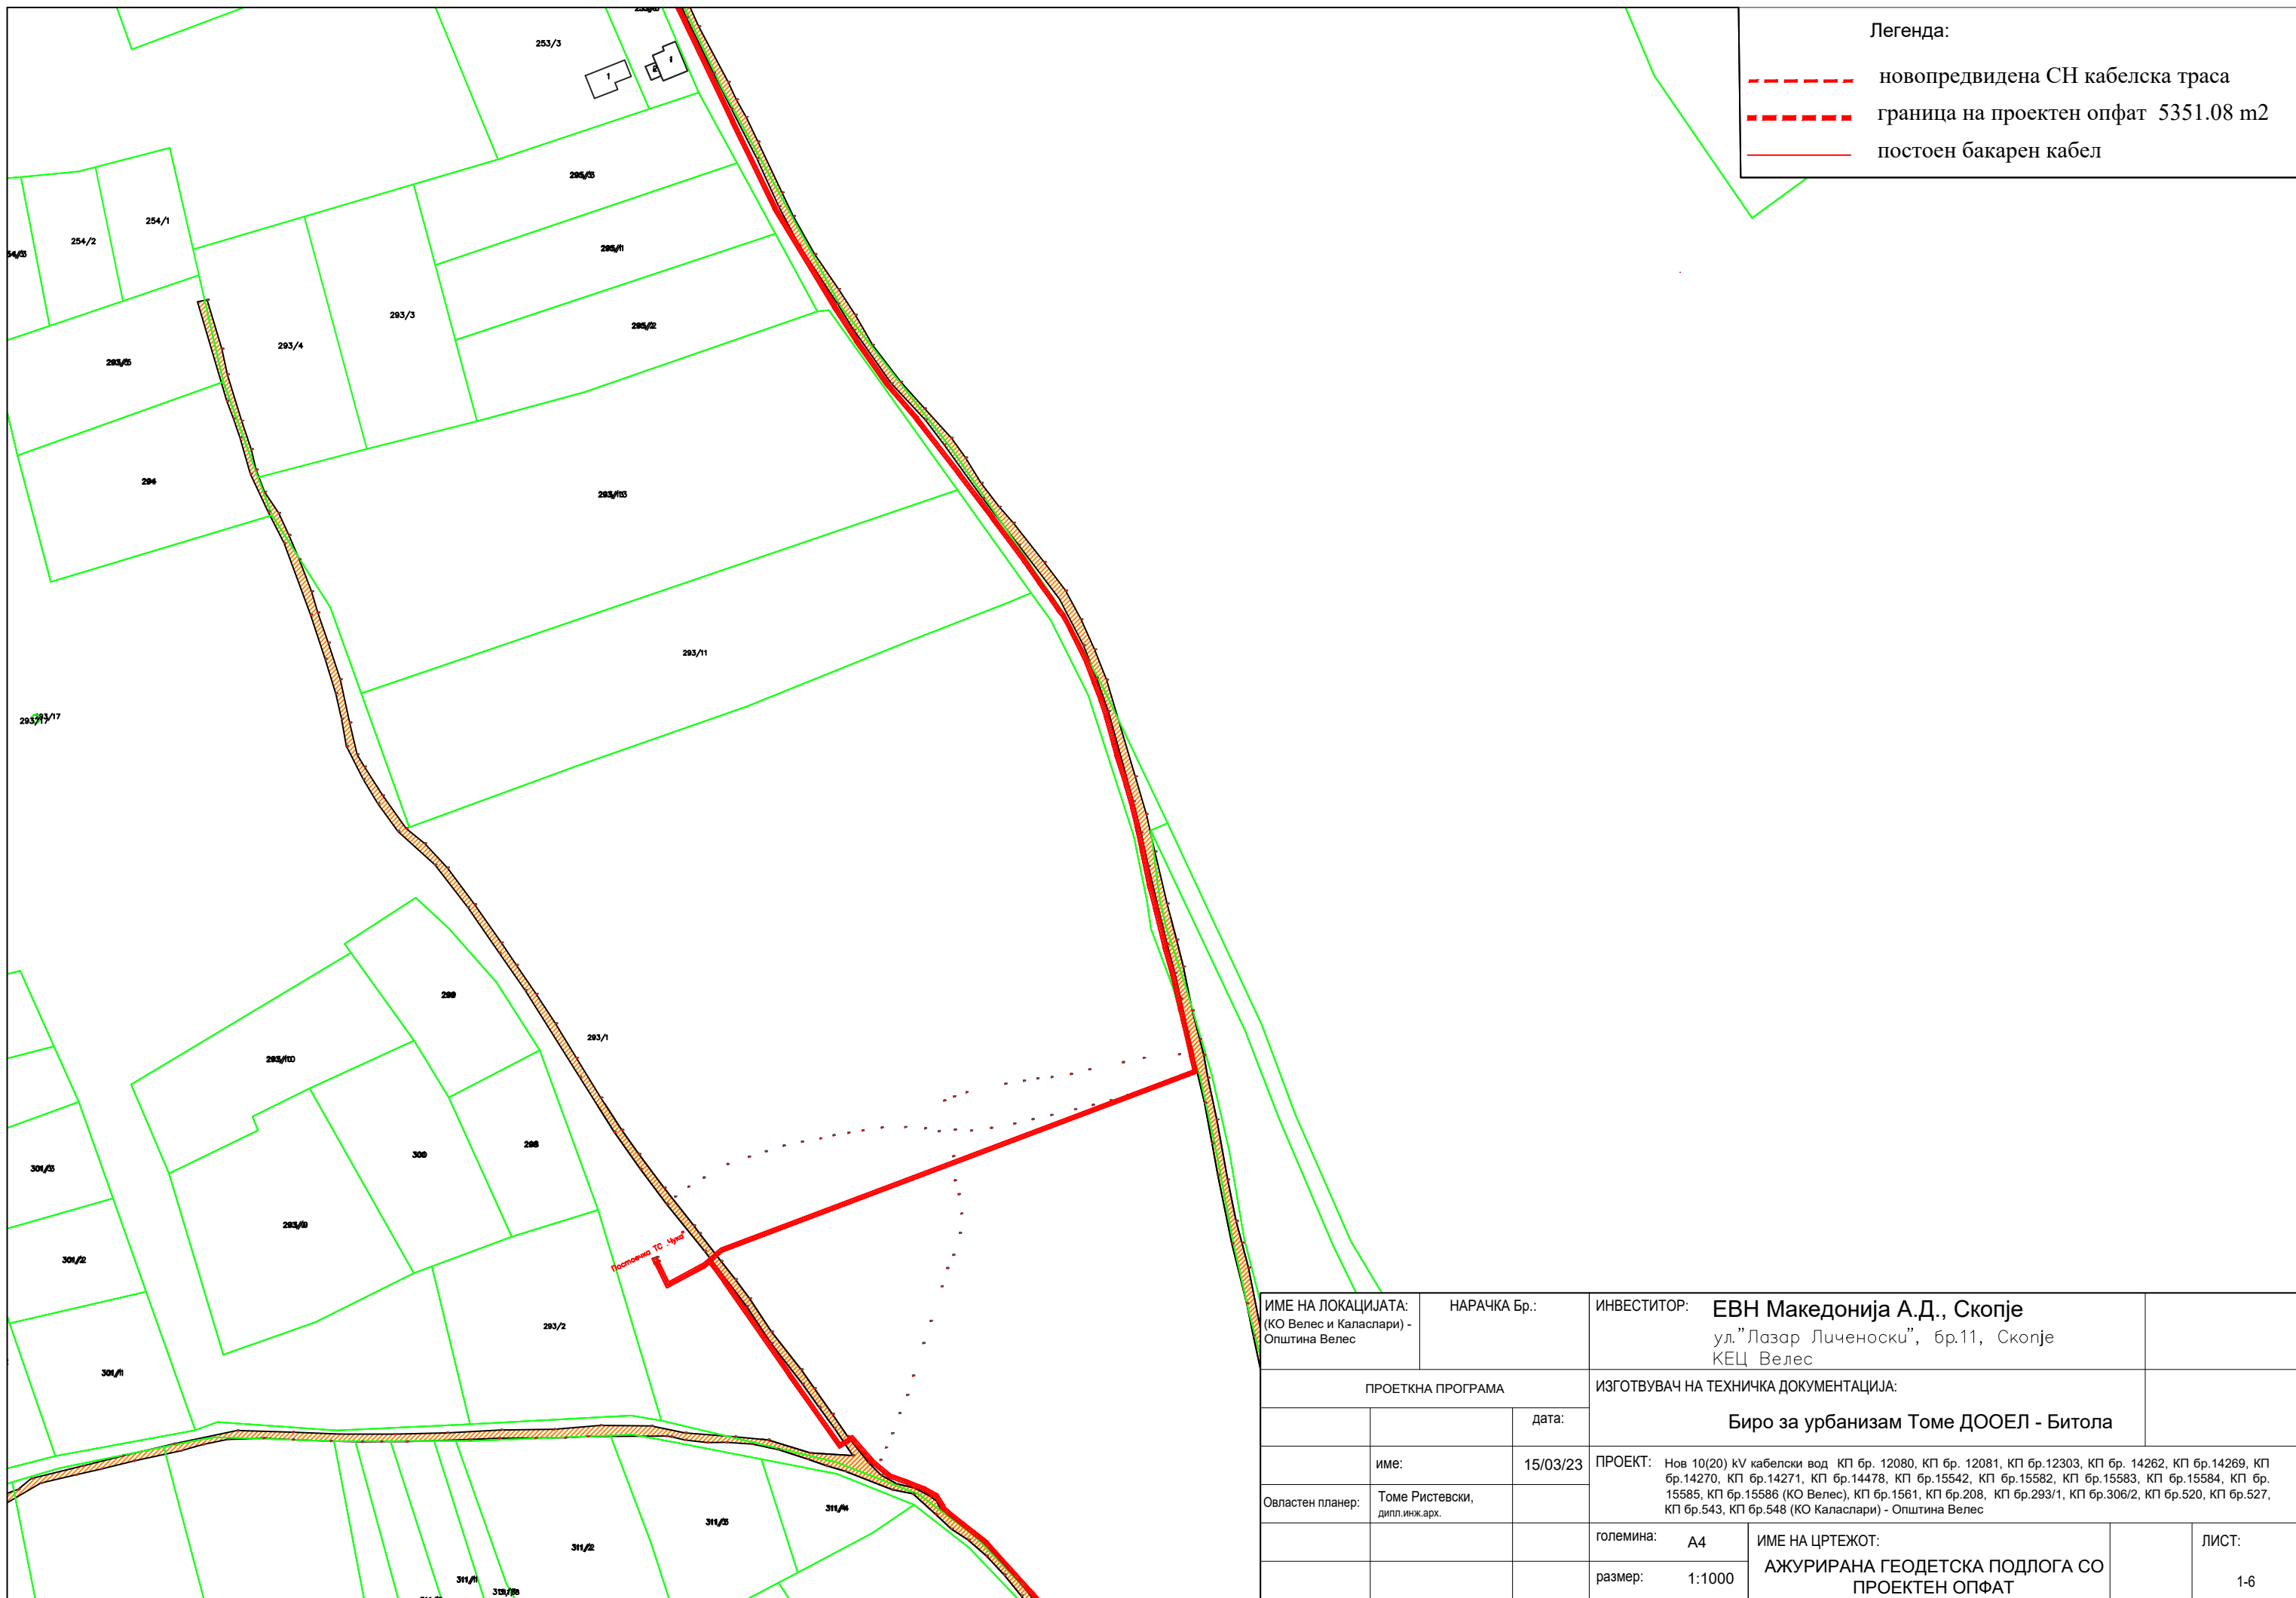 Легенда:
новопредвидена СН кабелска траса
граница на проектен опфат 5351.08 m2
постоен бакарен кабел
253/3
1
254/1
254/2
293/3
293/4
294
293/11
293/17
299
293/1
300
298
293/2
Постоечка ТС „Чука"
301/3
301/2
301/1
311/2
ИМЕ НА ЛОКАЦИЈАТА:
(КО Велес и Каласлари) -
Општина Велес
НАРАЧКА Бр.:
ИНВЕСТИТОР: ЕВН Македонија А.Д., Скопје
ул."Лазар Личеноски", бр.11, Скопје
КЕЦ Велес
ПРОЕТКНА ПРОГРАМА
ИЗГОТВУВАЧ НА ТЕХНИЧКА ДОКУМЕНТАЦИЈА:
Биро за урбанизам Томе ДООЕЛ - Битола
дата:
име:
15/03/23
Овластен планер:
Томе Ристевски,
дипл.инж.арх.
ПРОЕКТ: Нов 10(20) kV кабелски вод КП бр. 12080, КП бр. 12081, КП бр.12303, КП бр. 14262, КП бр.14269, КП
бр.14270, КП бр.14271, КП бр.14478, КП бр.15542, КП бр.15582, КП бр.15583, КП бр.15584, КП бр.
15585, КП бр.15586 (КО Велес), КП бр.1561, КП бр.208, КП бр.293/1, КП бр.306/2, КП бр.520, КП бр.527,
КП бр.543, КП бр.548 (КО Каласлари) - Општина Велес
големина: А4
размер: 1:1000
ИМЕ НА ЦРТЕЖОТ:
АЖУРИРАНА ГЕОДЕТСКА ПОДЛОГА СО
ПРОЕКТЕН ОПФАТ
ЛИСТ:
1-6